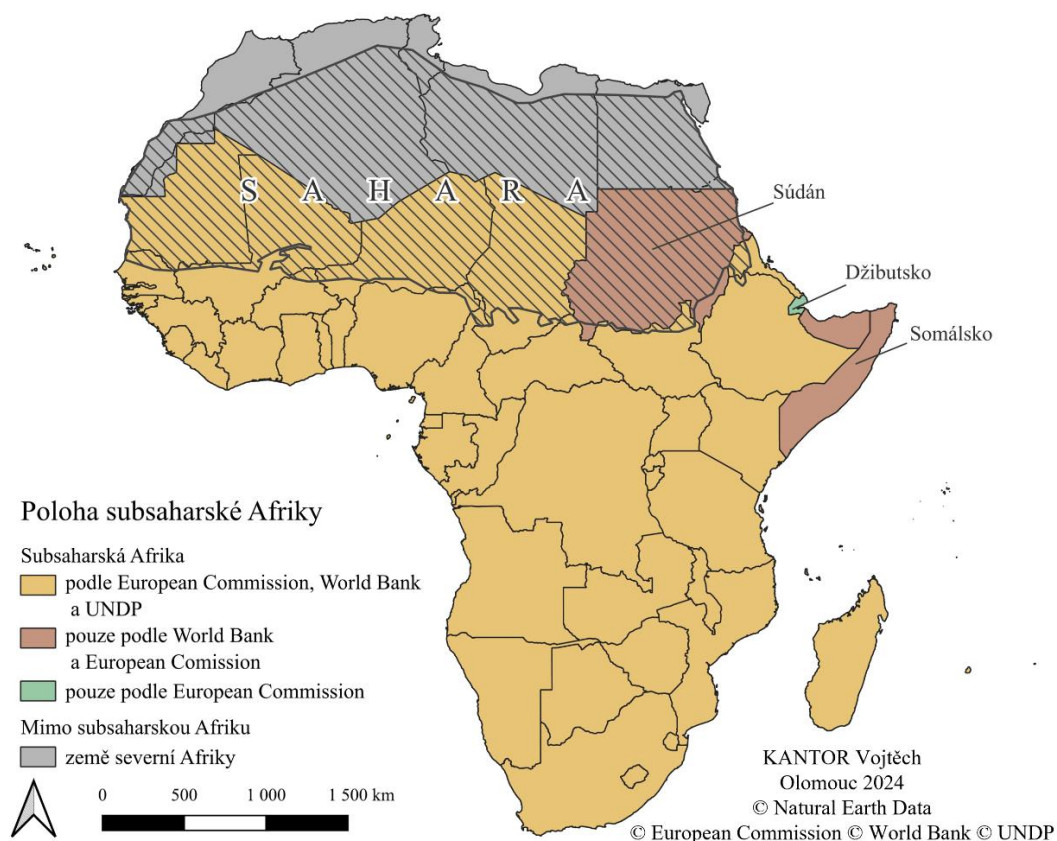 SAHARA
Súdán
Džibutsko
Somálsko
Poloha subsaharské Afriky
Subsaharská Afrika
podle European Commission, World Bank
a UNDP
pouze podle World Bank
a European Comission
pouze podle European Commission
Mimo subsaharskou Afriku
země severní Afriky
0 500 1 000 1 500 km
KANTOR Vojtěch
Olomouc 2024
© Natural Earth Data
© European Commission © World Bank © UNDP